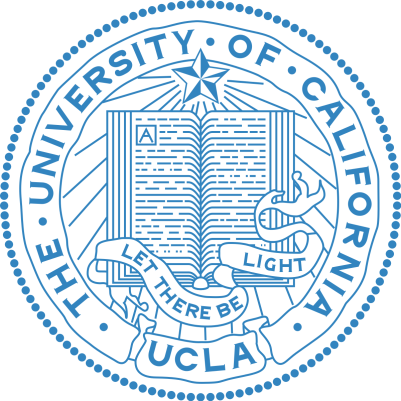 · THE · UNIVERSITY · OF · CALIFORNIA ·
A
LET THERE BE
LIGHT
UCLA